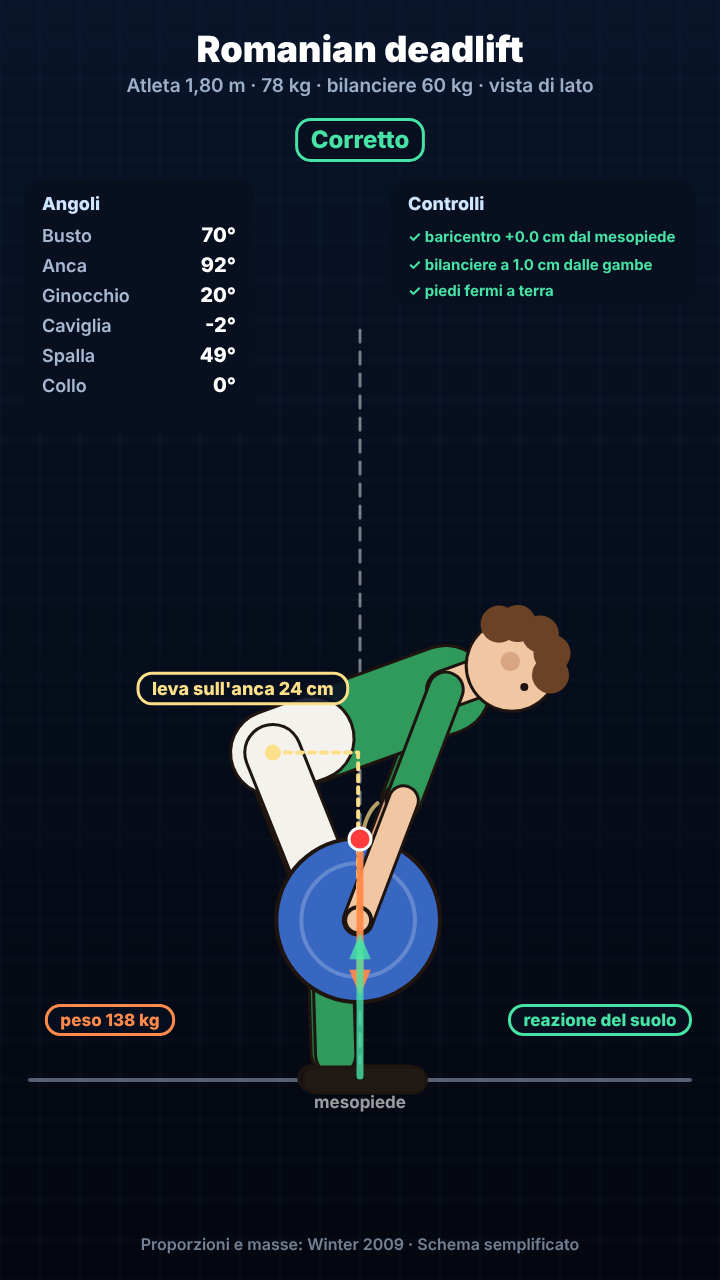 Romanian deadlift
Atleta 1,80 m · 78 kg · bilanciere 60 kg · vista di lato
Corretto
Angoli
Busto 70°
Anca 92°
Ginocchio 20°
Caviglia -2°
Spalla 49°
Collo 0°
Controlli
✓ baricentro +0.0 cm dal mesopiede
✓ bilanciere a 1.0 cm dalle gambe
✓ piedi fermi a terra
leva sull'anca 24 cm
peso 138 kg
reazione del suolo
mesopiede
Proporzioni e masse: Winter 2009 · Schema semplificato